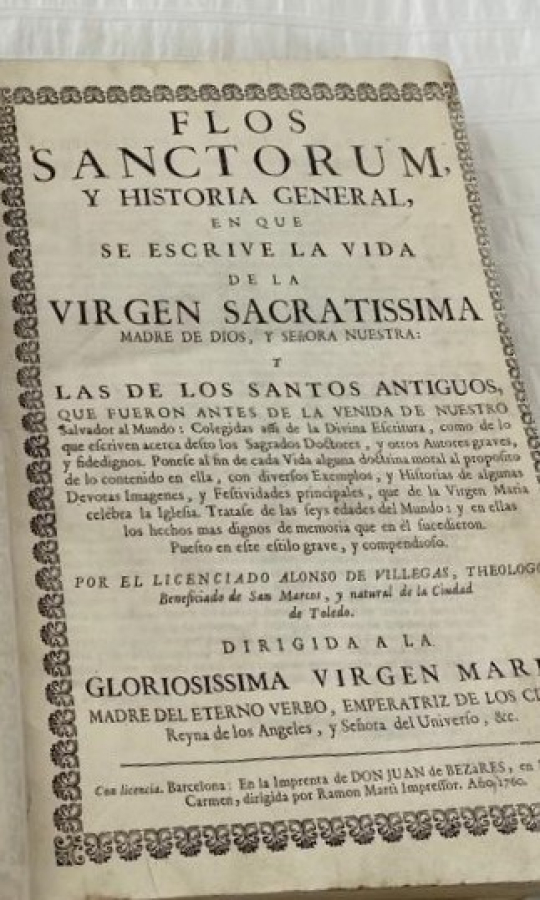 FLOS
SANCTORUM,
Y HISTORIA GENERAL,
EN QUE
SE ESCRIVE LA VIDA
DE LA
VIRGEN SACRATISSIMA
MADRE DE DIOS, Y SEñORA NUESTRA:
Y
LAS DE LOS SANTOS ANTIGUOS,
QUE FUERON ANTES DE LA VENIDA DE NUESTRO
Salvador al Mundo: Colegidas assi de la Divina Escritura, como de lo
que escriven acerca desto los Sagrados Doctores, y otros Autores graves,
y fidedignos. Ponese al fin de cada Vida alguna doctrina moral al proposito
de lo contenido en ella, con diversos Exemplos, y Historias de algunas
Devotas Imagenes, y Festividades principales, que de la Virgen Maria
celebra la Iglesia. Tratase de las seys edades del Mundo: y en ellas
los hechos mas dignos de memoria que en èl sucedieron.
Puesto en este estilo grave, y compendioso.
POR EL LICENCIADO ALONSO DE VILLEGAS, THEOLOGO
Beneficiado de San Marcos, y natural de la Ciudad
de Toledo.
DIRIGIDA A LA
GLORIOSISSIMA VIRGEN MARI
MADRE DEL ETERNO VERBO, EMPERATRIZ DE LOS CI
Reyna de los Angeles, y Señora del Universo, &c.
Con licencia. Barcelona: En la Imprenta de DON JUAN de BEZARES, en
Carmen, dirigida por Ramon Martì Impressor. Año, 1760.